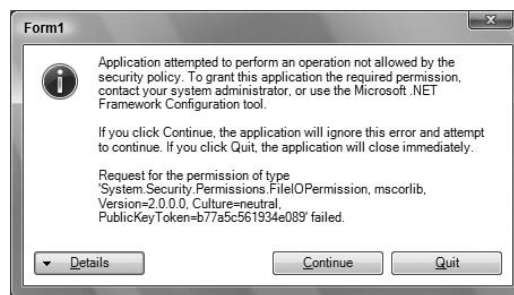 Form1
x
Application attempted to perform an operation not allowed by the
security policy. To grant this application the required permission,
contact your system administrator, or use the Microsoft .NET
Framework Configuration tool.
If you click Continue, the application will ignore this error and attempt
to continue. If you click Quit, the application will close immediately.
Request for the permission of type
'System.Security.Permissions.FileIOPermission, mscorlib,
Version=2.0.0.0, Culture=neutral,
PublicKeyToken=b77a5c561934e089' failed.
Details
Continue
Quit